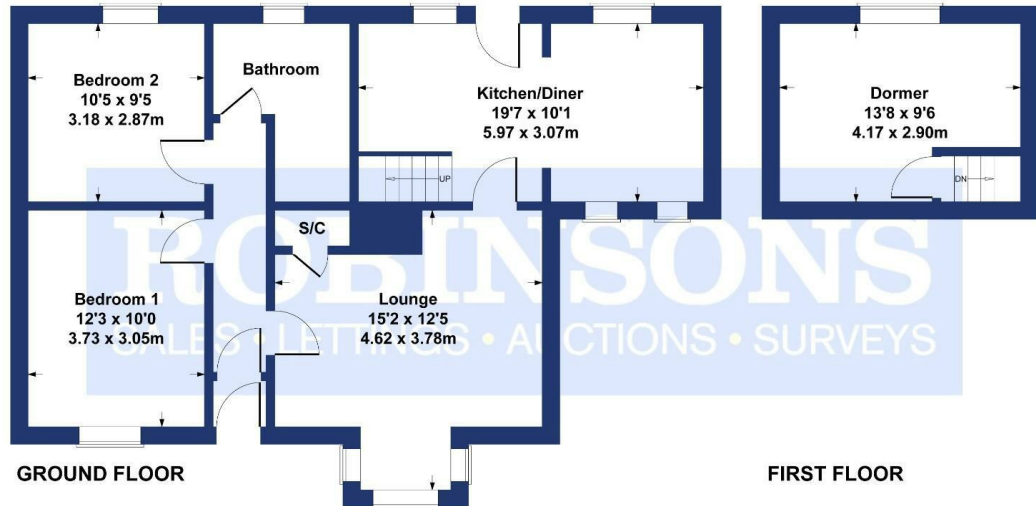 Bedroom 2
10'5 x 9'5
3.18 x 2.87m
Bathroom
Kitchen/Diner
19'7 x 10'1
5.97 x 3.07m
Dormer
13'8 x 9'6
4.17 x 2.90m
UP
DN
ROBINSONS
SALES • LETTINGS • AUCTIONS • SURVEYS
S/C
Bedroom 1
12'3 x 10'0
3.73 x 3.05m
Lounge
15'2 x 12'5
4.62 x 3.78m
GROUND FLOOR
FIRST FLOOR